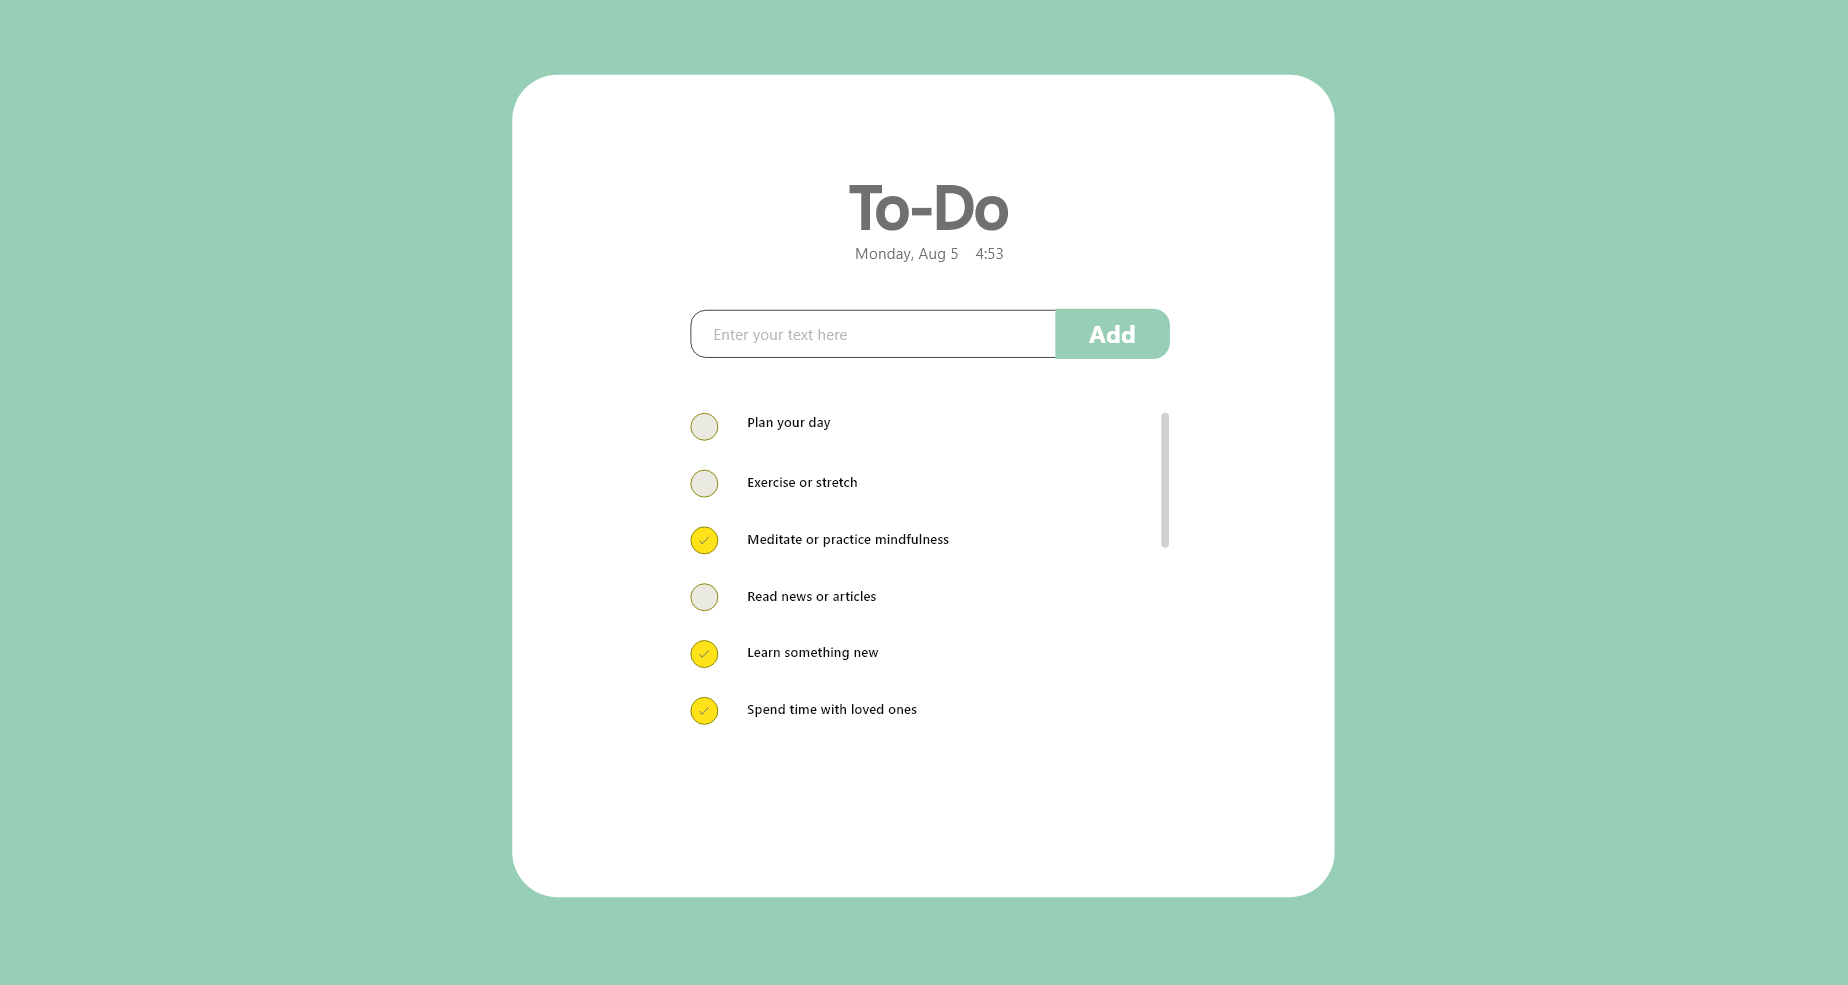 To-Do
Monday, Aug 5 4:53
Enter your text here
Add
Plan your day
Exercise or stretch
Meditate or practice mindfulness
Read news or articles
Learn something new
Spend time with loved ones